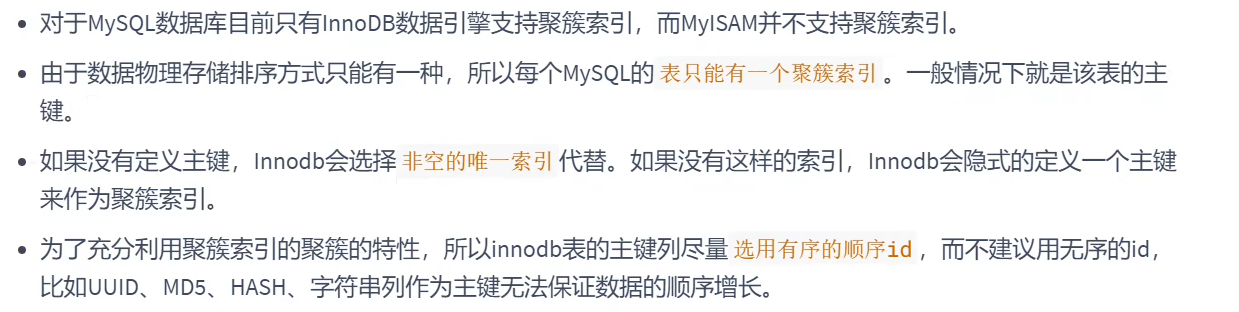 • 对于MySQL数据库目前只有InnoDB数据引擎支持聚簇索引，而MyISAM并不支持聚簇索引。
• 由于数据物理存储排序方式只能有一种，所以每个MySQL的 表只能有一个聚簇索引 。一般情况下就是该表的主
键。
• 如果没有定义主键，Innodb会选择 非空的唯一索引 代替。如果没有这样的索引，Innodb会隐式的定义一个主键
来作为聚簇索引。
• 为了充分利用聚簇索引的聚簇的特性，所以innodb表的主键列尽量 选用有序的顺序id ，而不建议用无序的id，
比如UUID、MD5、HASH、字符串列作为主键无法保证数据的顺序增长。